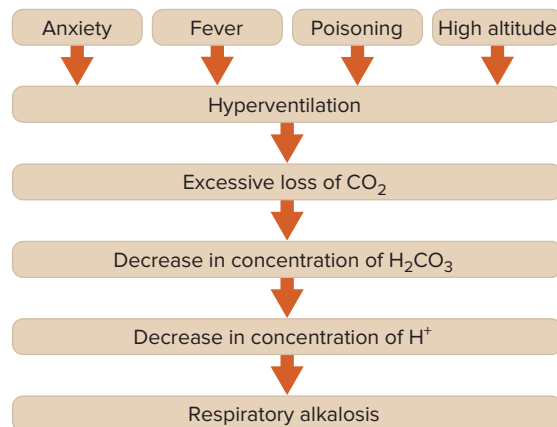 Anxiety
Fever
Poisoning
High altitude
Hyperventilation
Excessive loss of CO₂
Decrease in concentration of H₂CO₃
Decrease in concentration of H⁺
Respiratory alkalosis